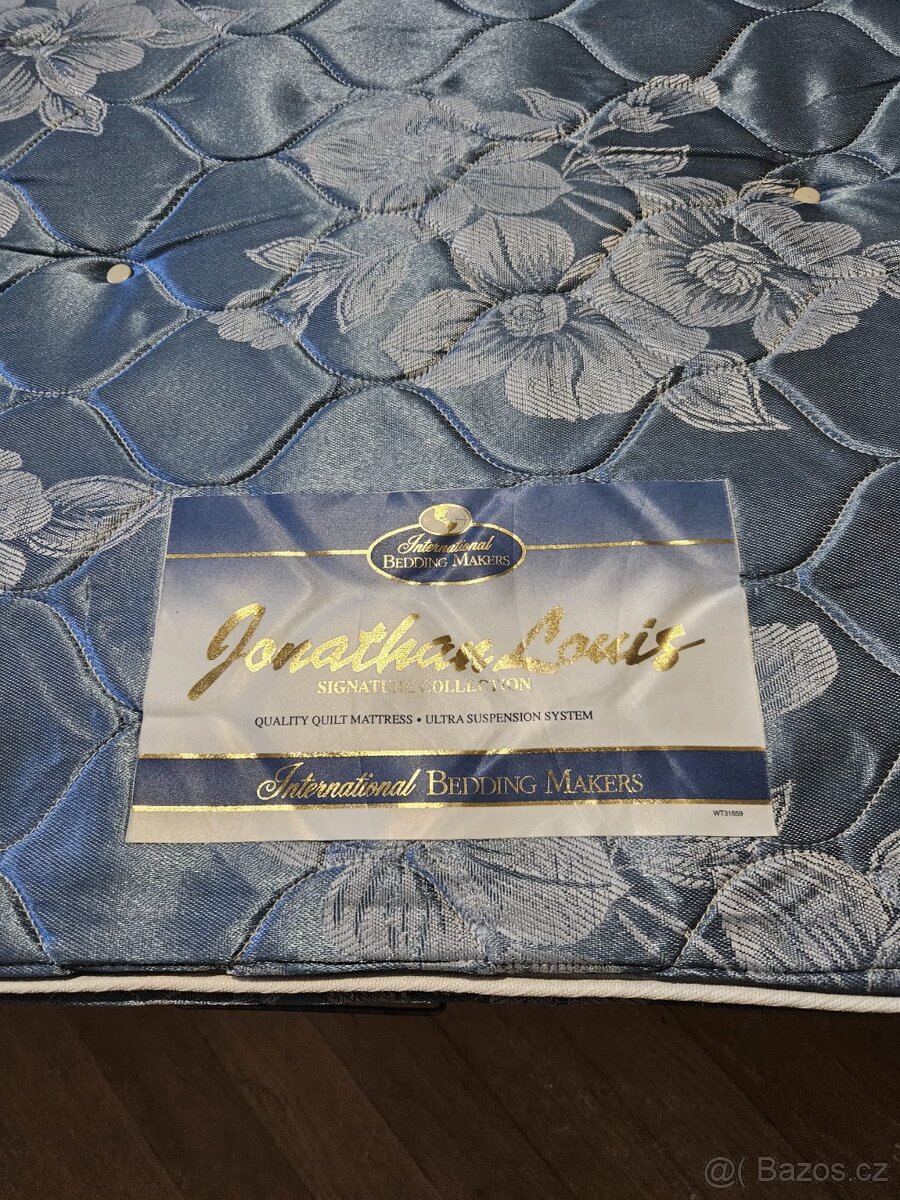 International
BEDDING MAKERS
Jonathan Louis
SIGNATURE COLLECTION
QUALITY QUILT MATTRESS • ULTRA SUSPENSION SYSTEM
International BEDDING MAKERS
WT31659
@( Bazos.cz